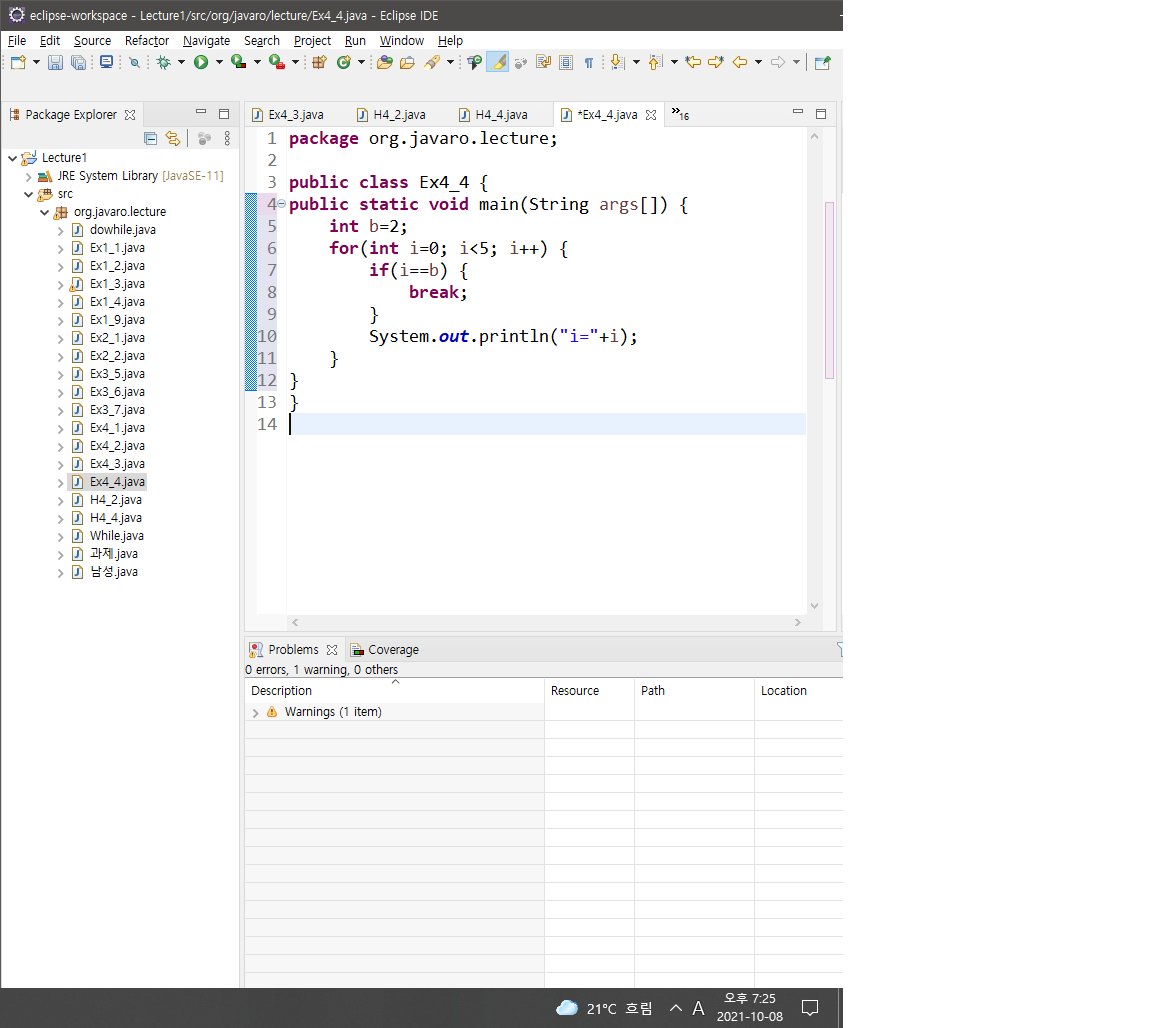 eclipse-workspace - Lecture1/src/org/javaro/lecture/Ex4_4.java - Eclipse IDE
File Edit Source Refactor Navigate Search Project Run Window Help
Package Explorer
Lecture1
JRE System Library [JavaSE-11]
src
org.javaro.lecture
dowhile.java
Ex1_1.java
Ex1_2.java
Ex1_3.java
Ex1_4.java
Ex1_9.java
Ex2_1.java
Ex2_2.java
Ex3_5.java
Ex3_6.java
Ex3_7.java
Ex4_1.java
Ex4_2.java
Ex4_3.java
Ex4_4.java
H4_2.java
H4_4.java
While.java
과제.java
남성.java
Ex4_3.java H4_2.java H4_4.java *Ex4_4.java »16
1 package org.javaro.lecture;
2
3 public class Ex4_4 {
4 public static void main(String args[]) {
5     int b=2;
6     for(int i=0; i<5; i++) {
7         if(i==b) {
8             break;
9         }
10         System.out.println("i="+i);
11     }
12 }
13 }
14
Problems Coverage
0 errors, 1 warning, 0 others
Description Resource Path Location
Warnings (1 item)
21°C 흐림 A 오후 7:25
2021-10-08